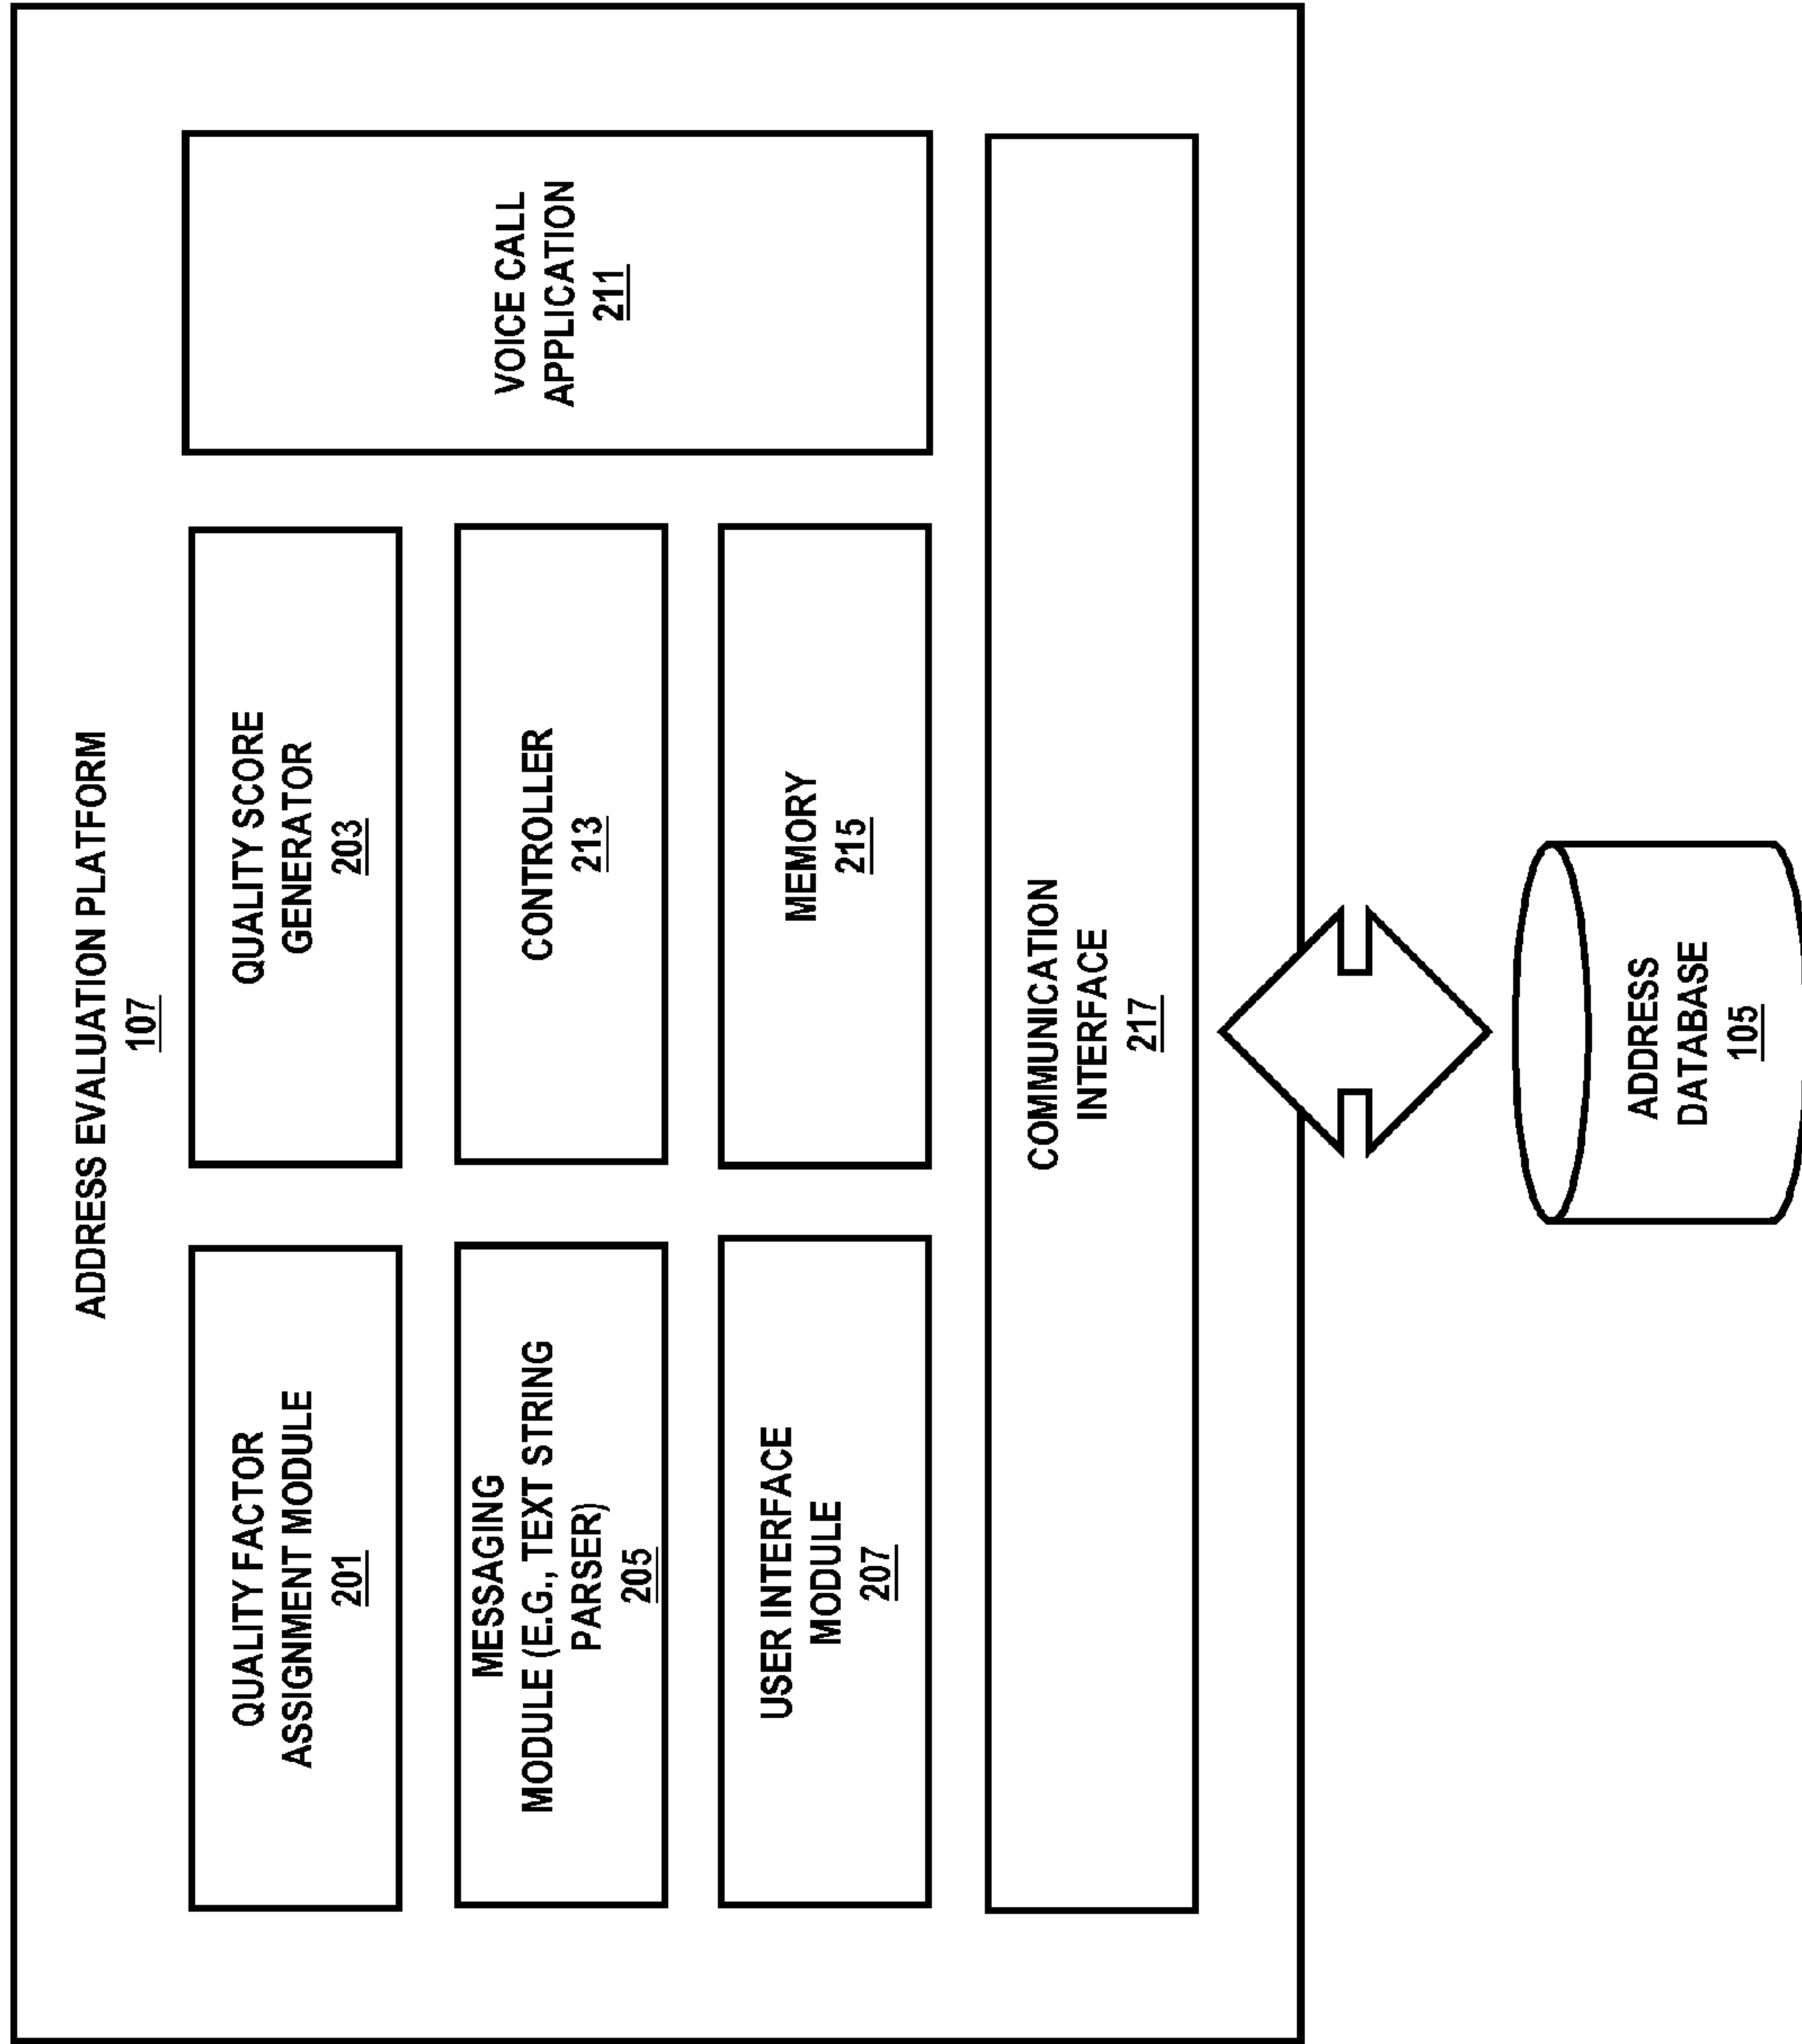 ADDRESS EVALUATION PLATFORM
107
QUALITY FACTOR
ASSIGNMENT MODULE
201
QUALITY SCORE
GENERATOR
203
VOICE CALL
APPLICATION
211
MESSAGING
MODULE (E.G., TEXT STRING
PARSER)
205
CONTROLLER
213
USER INTERFACE
MODULE
207
MEMORY
215
COMMUNICATION
INTERFACE
217
ADDRESS
DATABASE
105